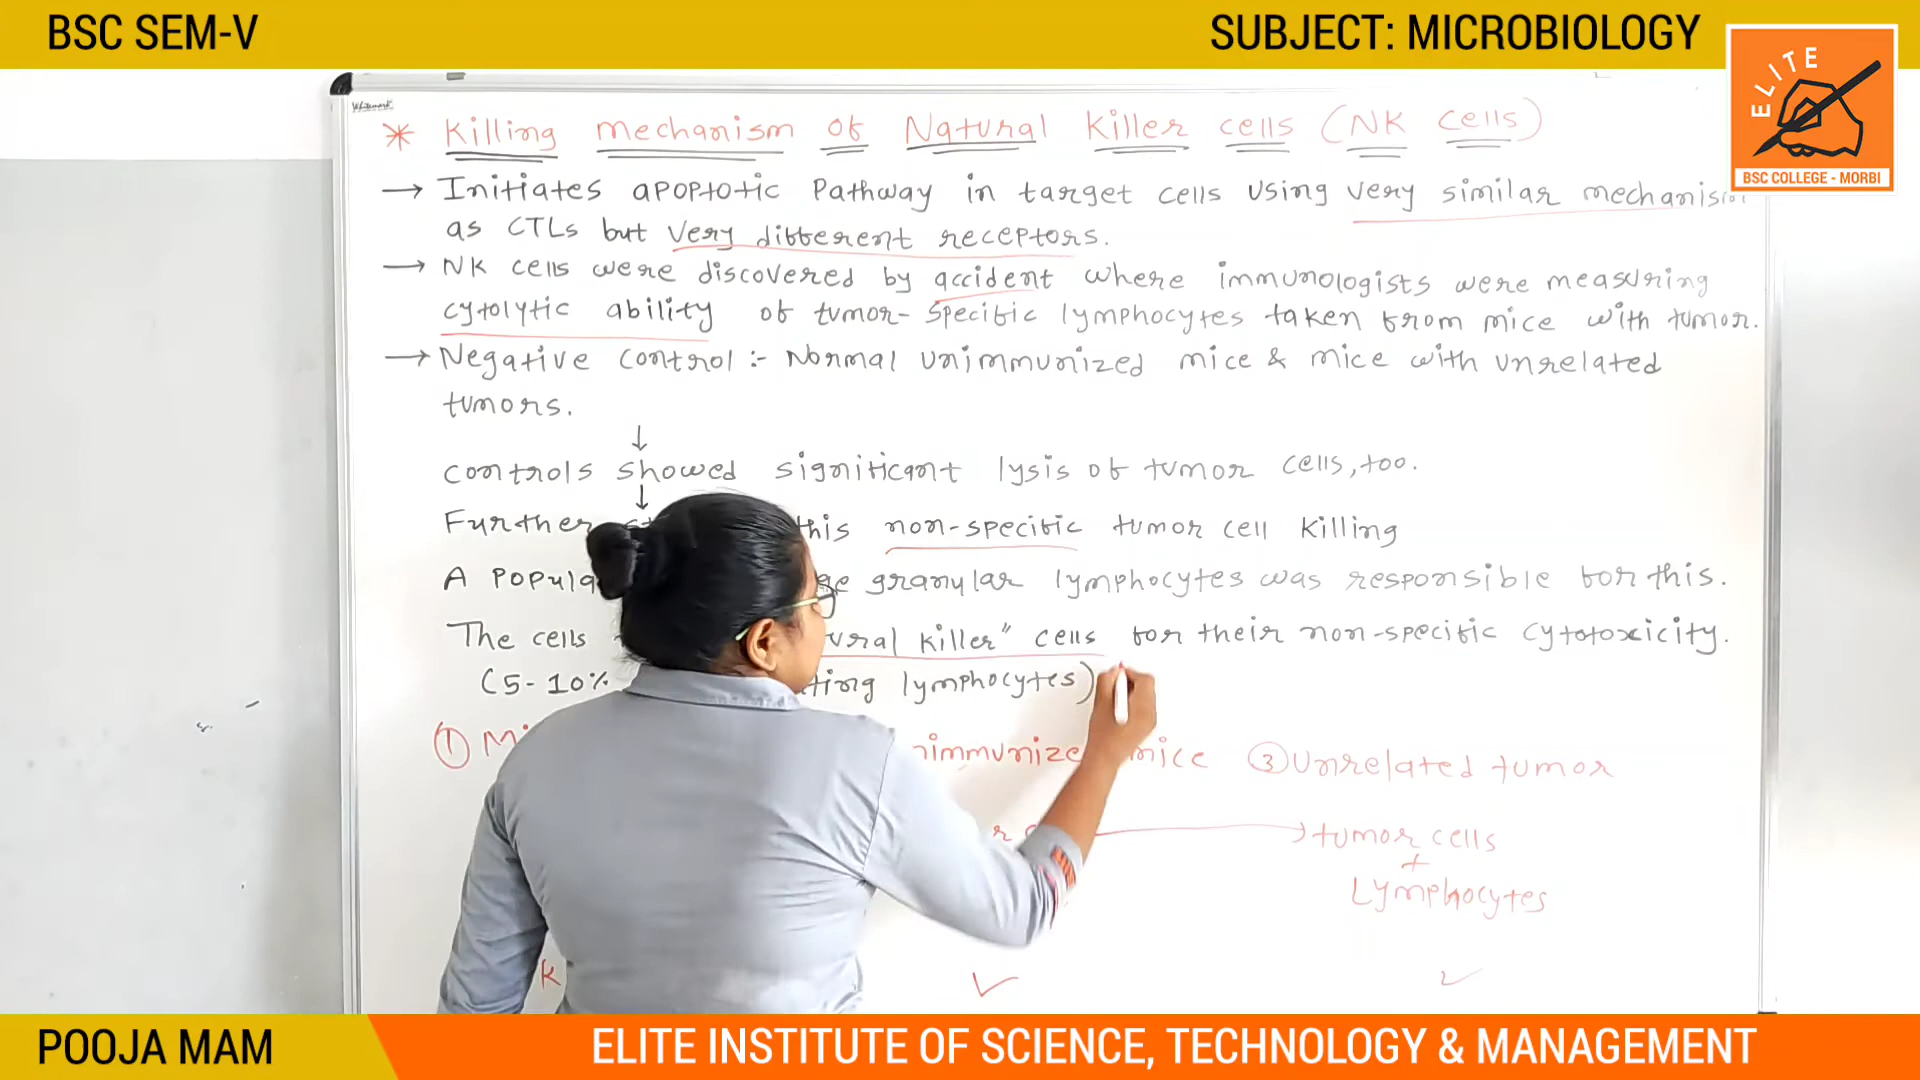 BSC SEM-V
SUBJECT: MICROBIOLOGY
ELITE
BSC COLLEGE - MORBI
Whitemark
* Killing mechanism of Natural Killer cells (NK cells)
→ Initiates apoptotic Pathway in target cells using very similar mechanism
as CTLs but very different receptors.
→ NK cells were discovered by accident where immunologists were measuring
cytolytic ability of tumor-specific lymphocytes taken from mice with tumor.
→ Negative control :- Normal unimmunized mice & mice with unrelated
tumors.
↓
controls showed significant lysis of tumor cells, too.
↓
Further this non-specific tumor cell killing
A granular lymphocytes was responsible for this.
The cells killer" cells for their non-specific cytotoxicity.
(5-10% lymphocytes)
① mice ③ Unrelated tumor
→ tumor cells
+
Lymphocytes
K ✓ ✓
POOJA MAM
ELITE INSTITUTE OF SCIENCE, TECHNOLOGY & MANAGEMENT